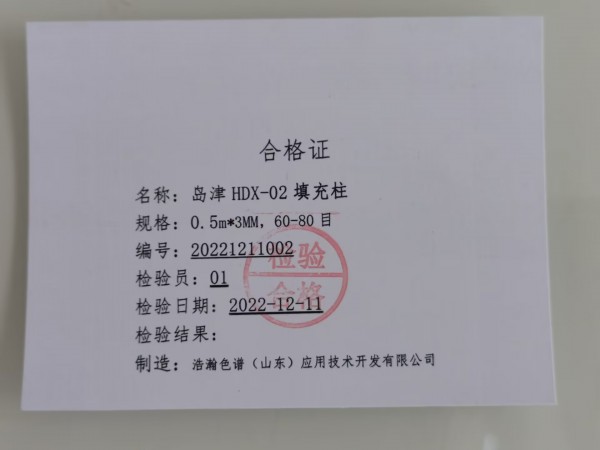 合格证
名称：岛津 HDX-02 填充柱
规格：0.5m*3MM，60-80 目
编号：20221211002
检验员：01
检验日期：2022-12-11
检验结果：
检验
合格
制造：浩瀚色谱（山东）应用技术开发有限公司